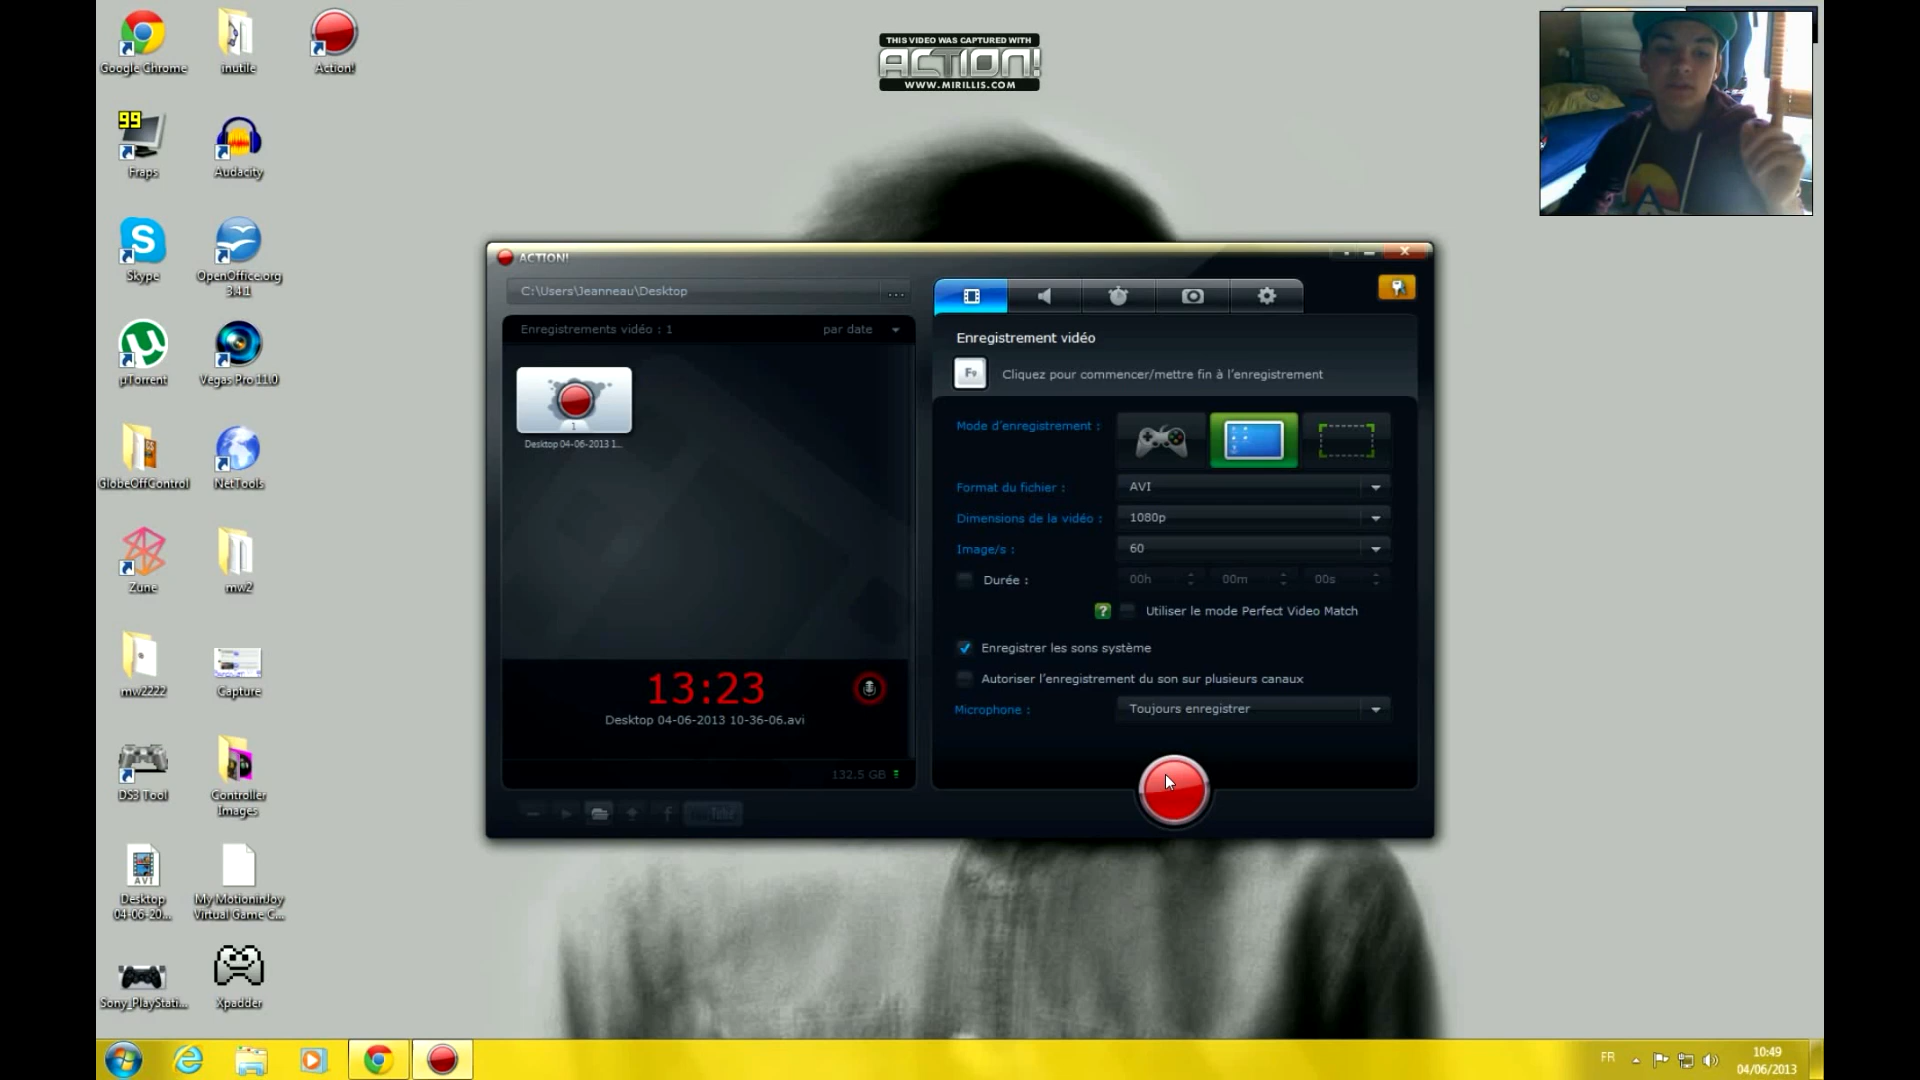 Google Chrome
inutile
Action!
THIS VIDEO WAS CAPTURED WITH
ACTION!
WWW.MIRILLIS.COM
99
Fraps
Audacity
Skype
OpenOffice.org
3.4.1
µTorrent
Vegas Pro 11.0
GlobeOffControl
NetTools
Zune
mw2
mw2222
Capture
DS3 Tool
Controller
Images
AVI
Desktop
04-06-20...
My MotioninJoy
Virtual Game C...
Sony_PlayStati...
Xpadder
ACTION!
C:\Users\Jeanneau\Desktop
...
Enregistrements vidéo : 1
par date
1
Desktop 04-06-2013 1...
13:23
Desktop 04-06-2013 10-36-06.avi
132.5 GB
Enregistrement vidéo
F9
Cliquez pour commencer/mettre fin à l'enregistrement
Mode d'enregistrement :
Format du fichier :
AVI
Dimensions de la vidéo :
1080p
Image/s :
60
Durée :
00h
00m
00s
?
Utiliser le mode Perfect Video Match
Enregistrer les sons système
Autoriser l'enregistrement du son sur plusieurs canaux
Microphone :
Toujours enregistrer
FR
10:49
04/06/2013